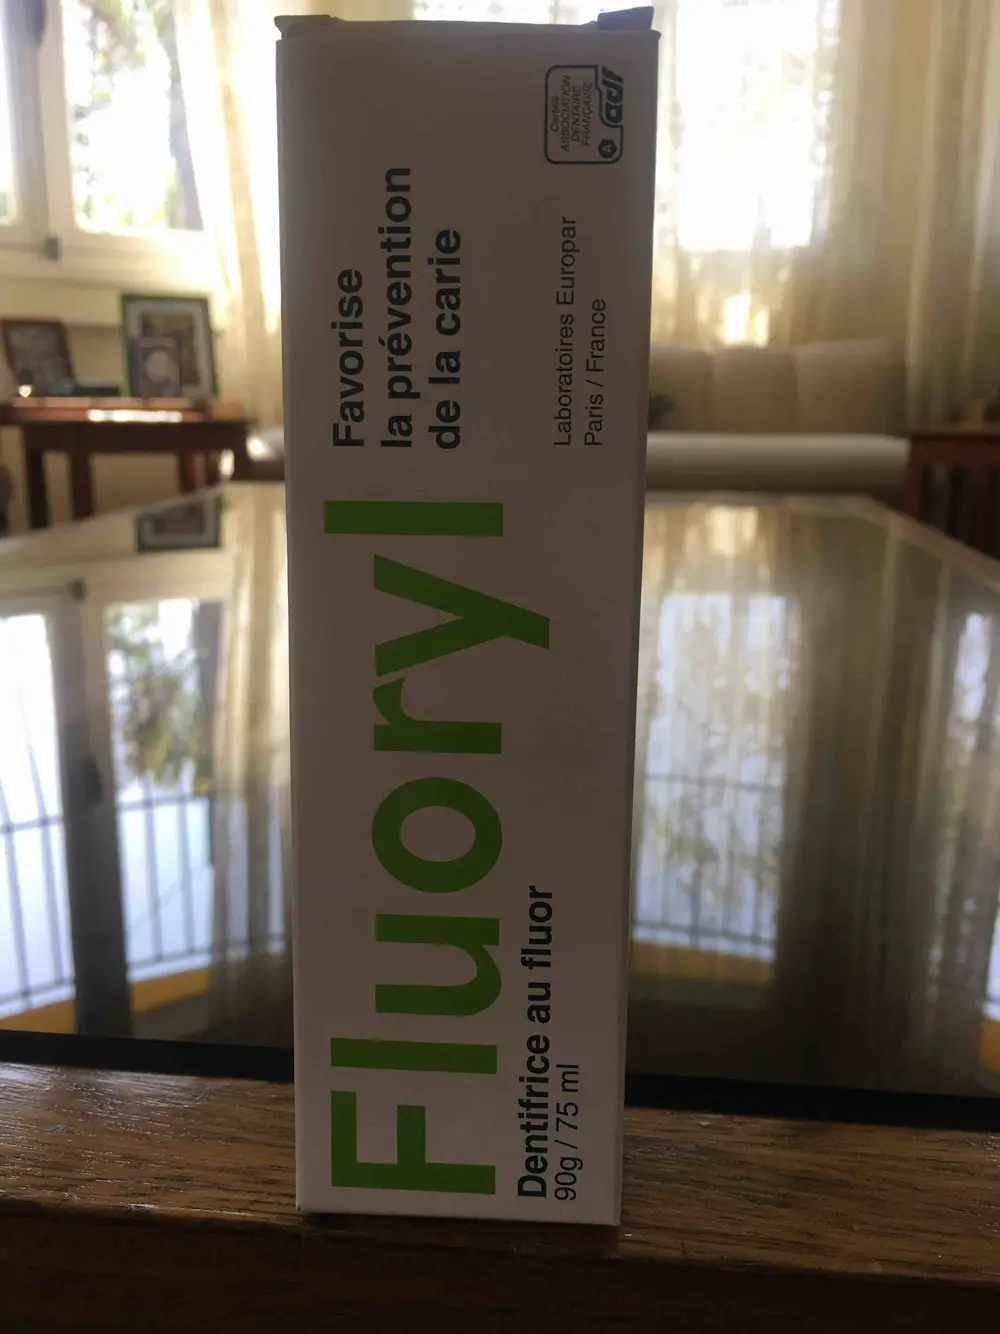 Fluoryl
Favorise
la prévention
de la carie
Dentifrice au fluor
90g / 75 ml
Laboratoires Europar
Paris / France
Certifié
ASSOCIATION
DENTAIRE
FRANÇAISE
A
adf